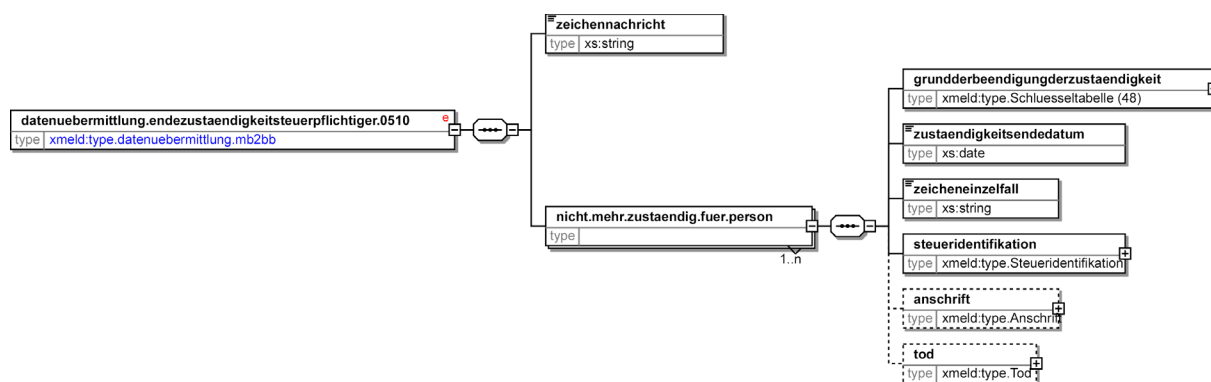 zeichennachricht
type xs:string
grundderbeendigungderzustaendigkeit
type xmeld:type.Schluesseltabelle (48)
datenuebermittlung.endezustaendigkeitsteuerpflichtiger.0510 e
type xmeld:type.datenuebermittlung.mb2bb
zustaendigkeitsendedatum
type xs:date
zeicheneinzelfall
type xs:string
nicht.mehr.zustaendig.fuer.person
type
1..n
steueridentifikation
type xmeld:type.Steueridentifikation
anschrift
type xmeld:type.Anschrift
tod
type xmeld:type.Tod